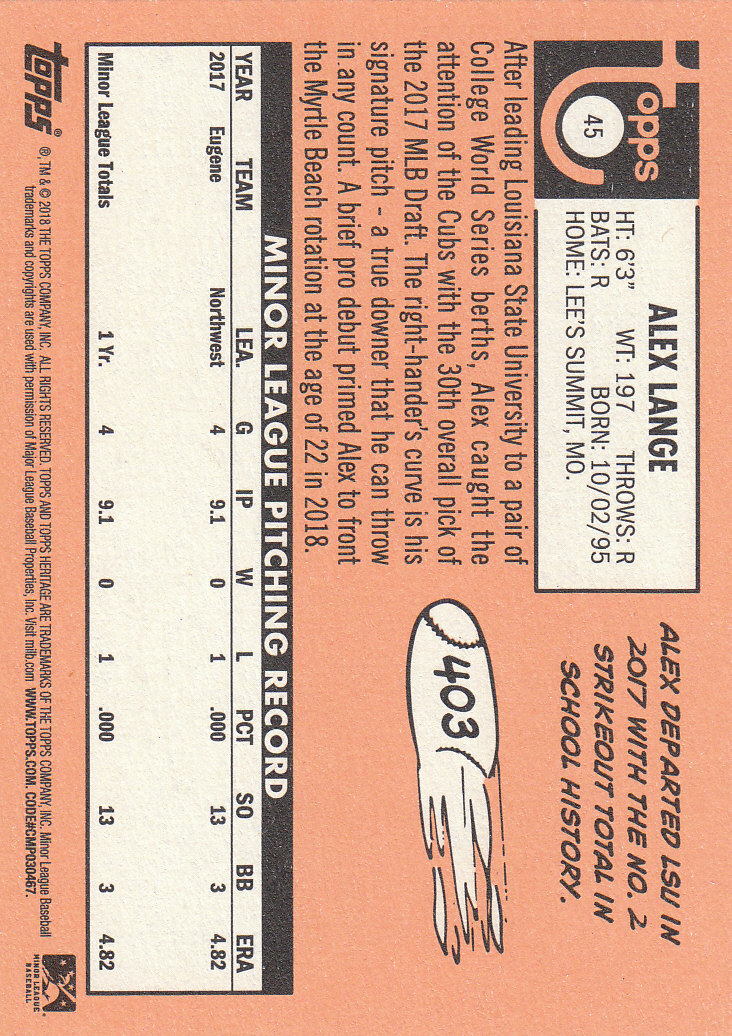 Topps
45
ALEX LANGE
HT: 6'3" WT: 197 THROWS: R
BATS: R BORN: 10/02/95
HOME: LEE'S SUMMIT, MO.
ALEX DEPARTED LSU IN
2017 WITH THE NO. 2
STRIKEOUT TOTAL IN
SCHOOL HISTORY.
403
After leading Louisiana State University to a pair of
College World Series berths, Alex caught the
attention of the Cubs with the 30th overall pick of
the 2017 MLB Draft. The right-hander's curve is his
signature pitch - a true downer that he can throw
in any count. A brief pro debut primed Alex to front
the Myrtle Beach rotation at the age of 22 in 2018.
MINOR LEAGUE PITCHING RECORD
YEAR TEAM LEA. G IP W L PCT SO BB ERA
2017 Eugene Northwest 4 9.1 0 1 .000 13 3 4.82
Minor League Totals 1 Yr. 4 9.1 0 1 .000 13 3 4.82
Topps®
®, TM & © 2018 THE TOPPS COMPANY, INC. ALL RIGHTS RESERVED. TOPPS AND TOPPS HERITAGE ARE TRADEMARKS OF THE TOPPS COMPANY, INC. Minor League Baseball
trademarks and copyrights are used with permission of Major League Baseball Properties, Inc. Visit milb.com WWW.TOPPS.COM. CODE#CMP030467.
MINOR LEAGUE
BASEBALL